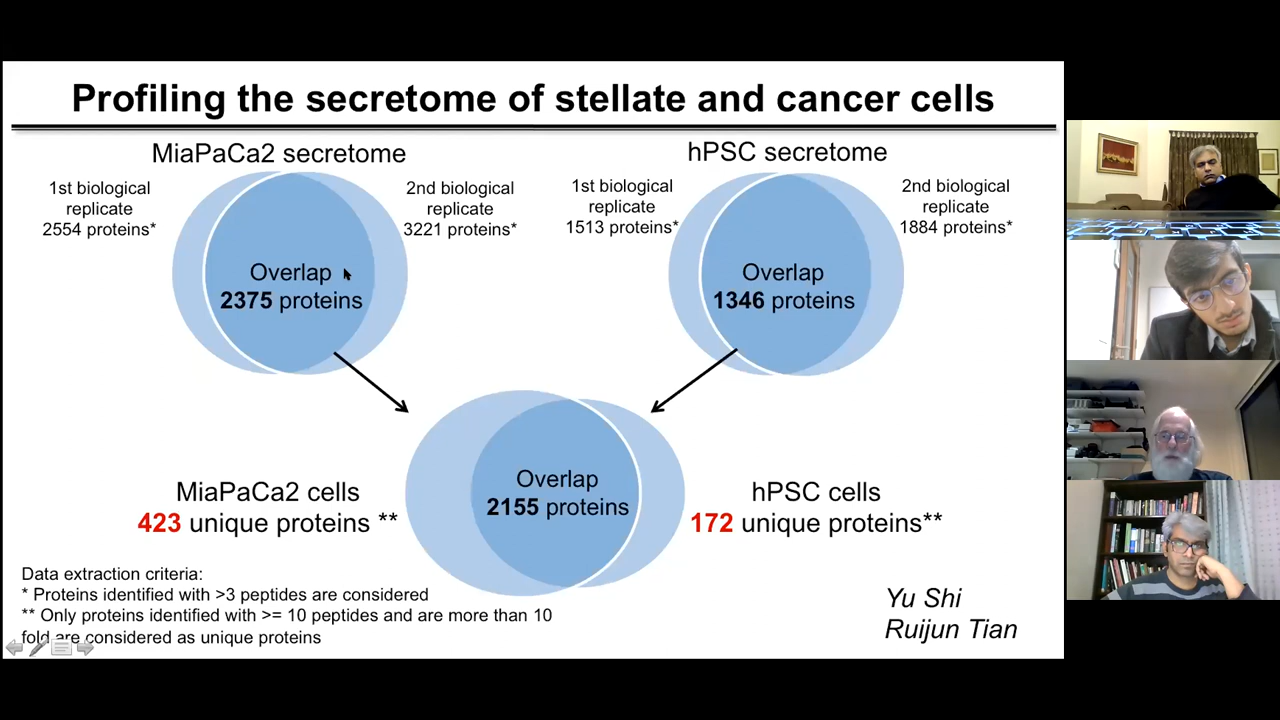 Profiling the secretome of stellate and cancer cells
MiaPaCa2 secretome
1st biological
replicate
2554 proteins*
2nd biological
replicate
3221 proteins*
Overlap
2375 proteins
hPSC secretome
1st biological
replicate
1513 proteins*
2nd biological
replicate
1884 proteins*
Overlap
1346 proteins
MiaPaCa2 cells
423 unique proteins **
Overlap
2155 proteins
hPSC cells
172 unique proteins**
Data extraction criteria:
* Proteins identified with >3 peptides are considered
** Only proteins identified with >= 10 peptides and are more than 10
fold are considered as unique proteins
Yu Shi
Ruijun Tian